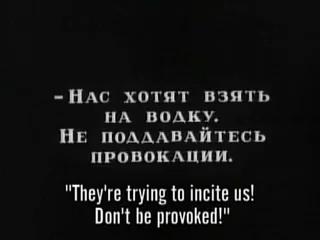 – НАС ХОТЯТ ВЗЯТЬ
НА ВОДКУ.
НЕ ПОДДАВАЙТЕСЬ
ПРОВОКАЦИИ.
"They're trying to incite us!
Don't be provoked!"